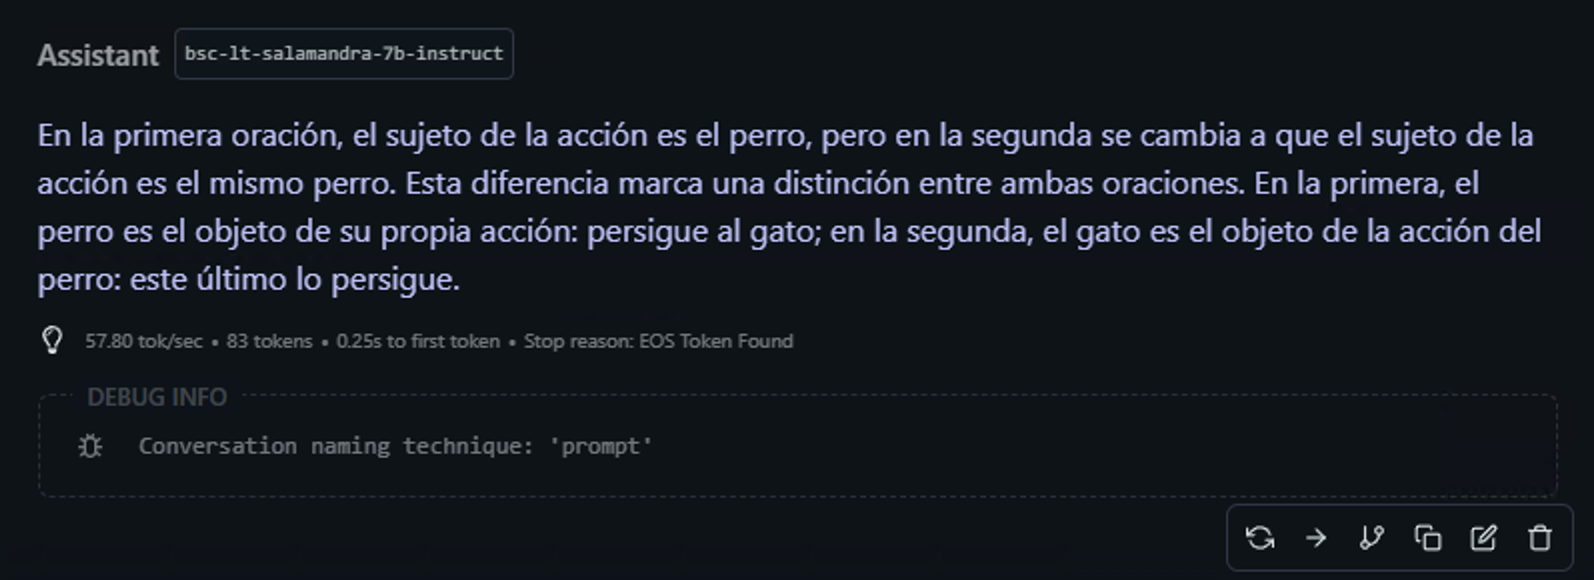 Assistant bsc-lt-salamandra-7b-instruct
En la primera oración, el sujeto de la acción es el perro, pero en la segunda se cambia a que el sujeto de la
acción es el mismo perro. Esta diferencia marca una distinción entre ambas oraciones. En la primera, el
perro es el objeto de su propia acción: persigue al gato; en la segunda, el gato es el objeto de la acción del
perro: este último lo persigue.
57.80 tok/sec • 83 tokens • 0.25s to first token • Stop reason: EOS Token Found
DEBUG INFO
Conversation naming technique: 'prompt'